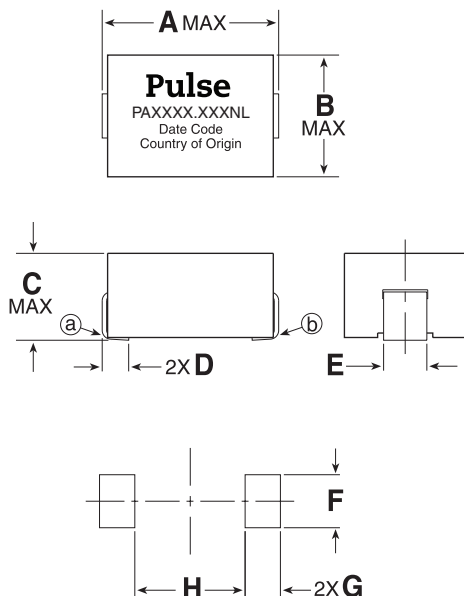 A MAX
Pulse
PAXXXX.XXXNL
Date Code
Country of Origin
B
MAX
C
MAX
a
b
2X D
E
F
H
2X G